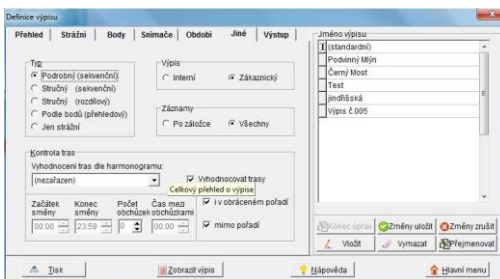 Definice výpisu
Přehled Strážní Body Snímače Období Jiné Výstup
Typ
Podrobný (sekvenční)
Stručný (sekvenční)
Stručný (rozdílový)
Podle bodů (přehledový)
Jen strážní
Výpis
Interní Zákaznický
Záznamy
Po záložce Všechny
Kontrola tras
Vyhodnocení tras dle harmonogramu:
(nezařazen)
Vyhodnocovat trasy
Celkový přehled o výpise
i v obráceném pořadí
mimo pořadí
Začátek směny Konec směny Počet obchůzek Čas mezi obchůzkami
00:00 23:59 0 00:00
Jméno výpisu
(standardní)
Podvinný Mlýn
Černý Most
Test
jindřišská
Výpis č.005
Konec úprav Změny uložit Změny zrušit
Vložit Vymazat Přejmenovat
Tisk Zobrazit výpis Nápověda Hlavní menu